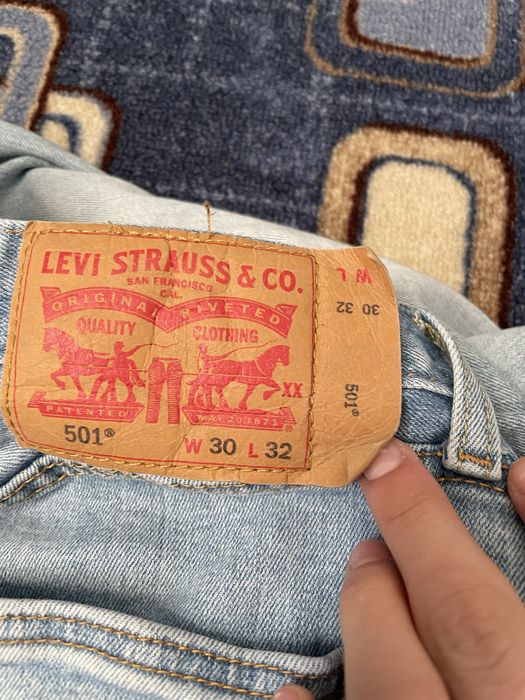 LEVI STRAUSS & CO.
SAN FRANCISCO
CAL.
ORIGINAL RIVETED
QUALITY CLOTHING
XX
PATENTED MAY 20 1873
®
501®
W 30 L 32
W L
30 32
501®